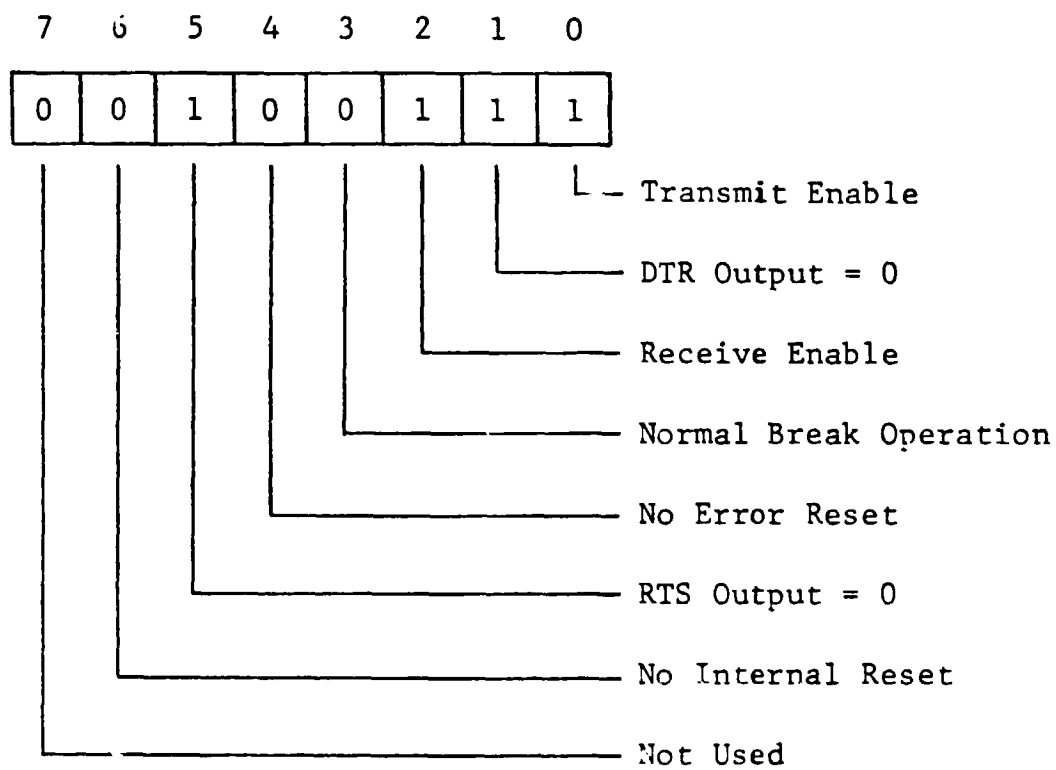 7 6 5 4 3 2 1 0
0 0 1 0 0 1 1 1
Transmit Enable
DTR Output = 0
Receive Enable
Normal Break Operation
No Error Reset
RTS Output = 0
No Internal Reset
Not Used